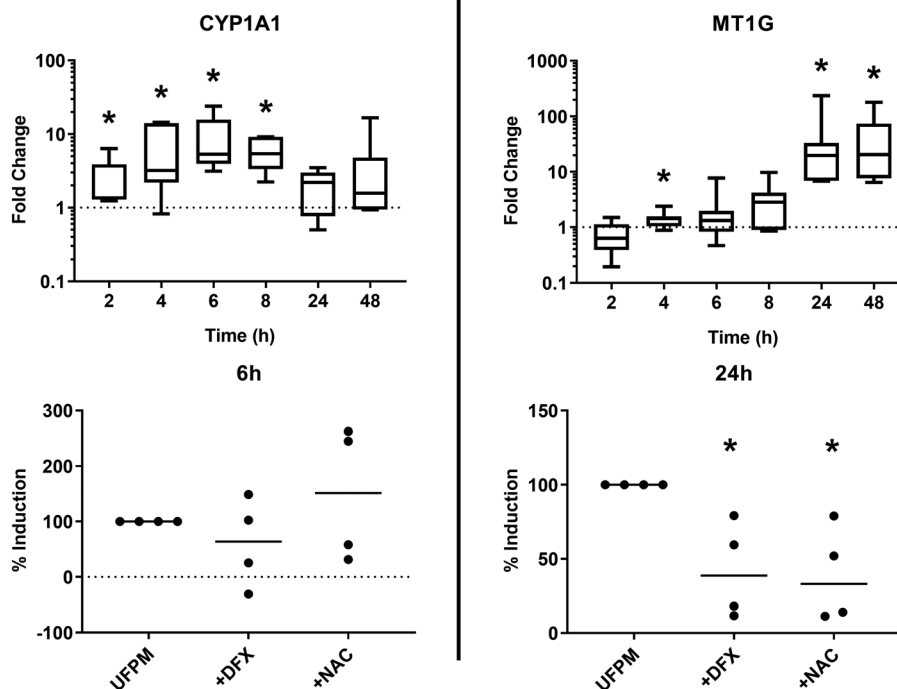 CYP1A1
100
10
1
0.1
Fold Change
* * * *
2 4 6 8 24 48
Time (h)
6h
300
200
100
0
-100
% Induction
UFPM +DFX +NAC
MT1G
1000
100
10
1
0.1
Fold Change
* * *
2 4 6 8 24 48
Time (h)
24h
150
100
50
0
% Induction
* *
UFPM +DFX +NAC